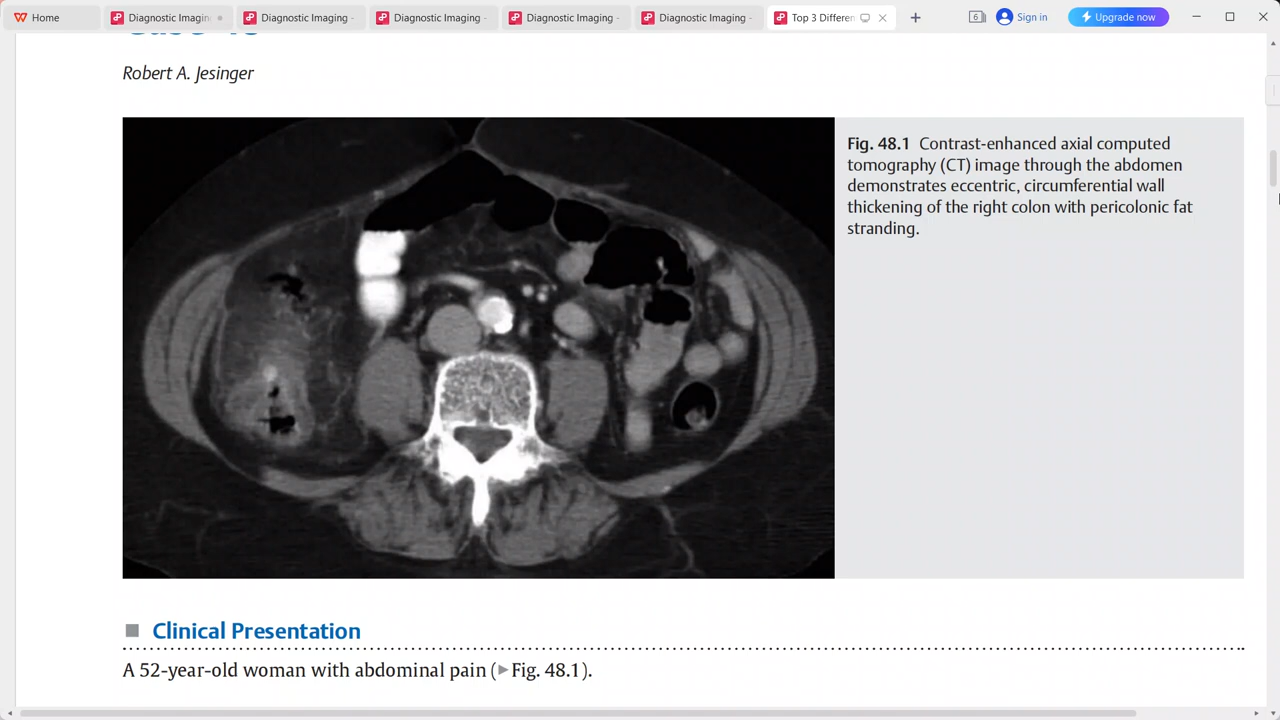 Home
Diagnostic Imaging
Diagnostic Imaging -
Diagnostic Imaging -
Diagnostic Imaging -
Diagnostic Imaging -
Top 3 Differen
6
Sign in
Upgrade now
Robert A. Jesinger
Fig. 48.1 Contrast-enhanced axial computed
tomography (CT) image through the abdomen
demonstrates eccentric, circumferential wall
thickening of the right colon with pericolonic fat
stranding.
Clinical Presentation
A 52-year-old woman with abdominal pain (►Fig. 48.1).